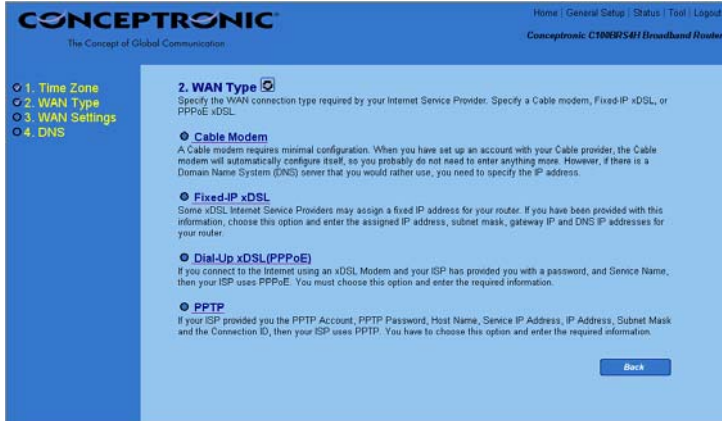 CONCEPTRONIC
The Concept of Global Communication
Home | General Setup | Status | Tool | Logout
Conceptronic C100BRS4H Broadband Router
1. Time Zone
2. WAN Type
3. WAN Settings
4. DNS
2. WAN Type
Specify the WAN connection type required by your Internet Service Provider. Specify a Cable modem, Fixed-IP xDSL, or
PPPoE xDSL
Cable Modem
A Cable modem requires minimal configuration. When you have set up an account with your Cable provider, the Cable
modem will automatically configure itself, so you probably do not need to enter anything more. However, if there is a
Domain Name System (DNS) server that you would rather use, you need to specify the IP address.
Fixed-IP xDSL
Some xDSL Internet Service Providers may assign a fixed IP address for your router. If you have been provided with this
information, choose this option and enter the assigned IP address, subnet mask, gateway IP and DNS IP addresses for
your router.
Dial-Up xDSL(PPPoE)
If you connect to the Internet using an xDSL Modem and your ISP has provided you with a password, and Service Name,
then your ISP uses PPPoE. You must choose this option and enter the required information.
PPTP
If your ISP provided you the PPTP Account, PPTP Password, Host Name, Service IP Address, IP Address, Subnet Mask
and the Connection ID, then your ISP uses PPTP. You have to choose this option and enter the required information.
Back